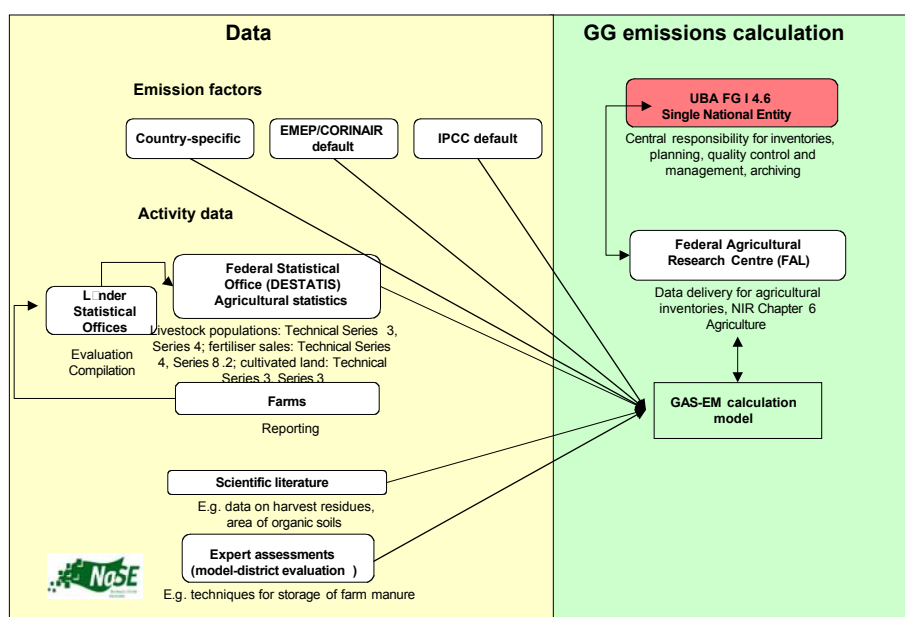 Data
GG emissions calculation
Emission factors
Country-specific
EMEP/CORINAIR
default
IPCC default
UBA FG I 4.6
Single National Entity
Central responsibility for inventories,
planning, quality control and
management, archiving
Activity data
Federal Statistical
Office (DESTATIS)
Agricultural statistics
L□nder
Statistical
Offices
Evaluation
Compilation
Livestock populations: Technical Series 3,
Series 4; fertiliser sales: Technical Series
4, Series 8.2; cultivated land: Technical
Series 3, Series 3
Farms
Reporting
Federal Agricultural
Research Centre (FAL)
Data delivery for agricultural
inventories, NIR Chapter 6
Agriculture
GAS-EM calculation
model
Scientific literature
E.g. data on harvest residues,
area of organic soils
Expert assessments
(model-district evaluation )
E.g. techniques for storage of farm manure
NaSE